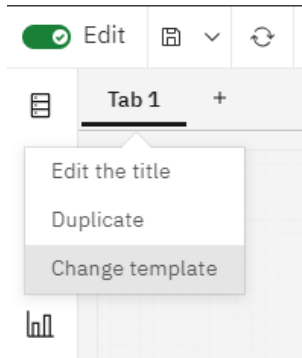 Edit
Tab 1 +
Edit the title
Duplicate
Change template